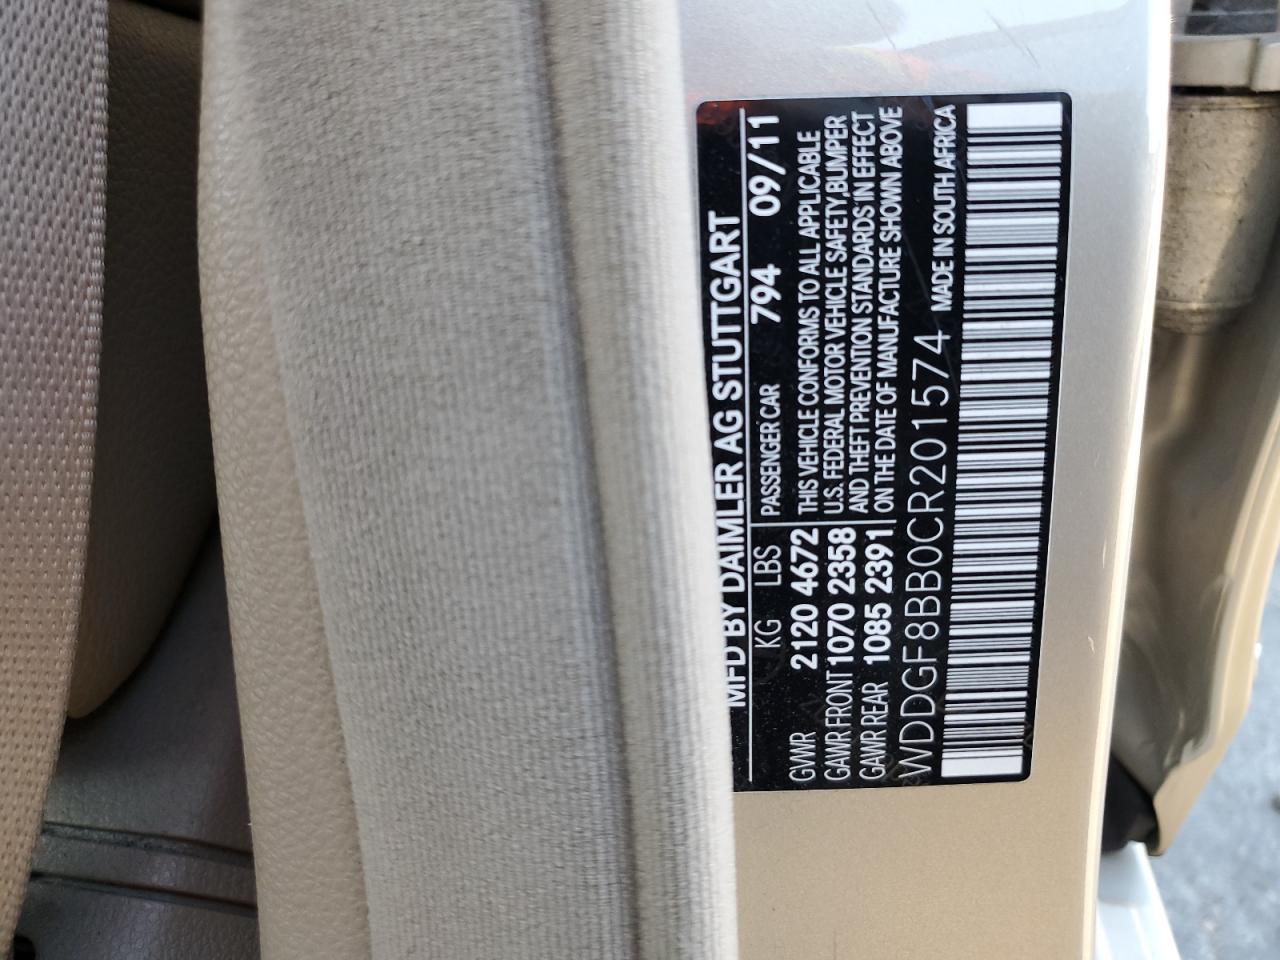 MFD BY DAIMLER AG STUTTGART
KG LBS PASSENGER CAR 794 09/11
GVWR 2120 4672 THIS VEHICLE CONFORMS TO ALL APPLICABLE
GAWR FRONT 1070 2358 U.S. FEDERAL MOTOR VEHICLE SAFETY,BUMPER
GAWR REAR 1085 2391 AND THEFT PREVENTION STANDARDS IN EFFECT
ON THE DATE OF MANUFACTURE SHOWN ABOVE
WDDGF8BB0CR201574 MADE IN SOUTH AFRICA